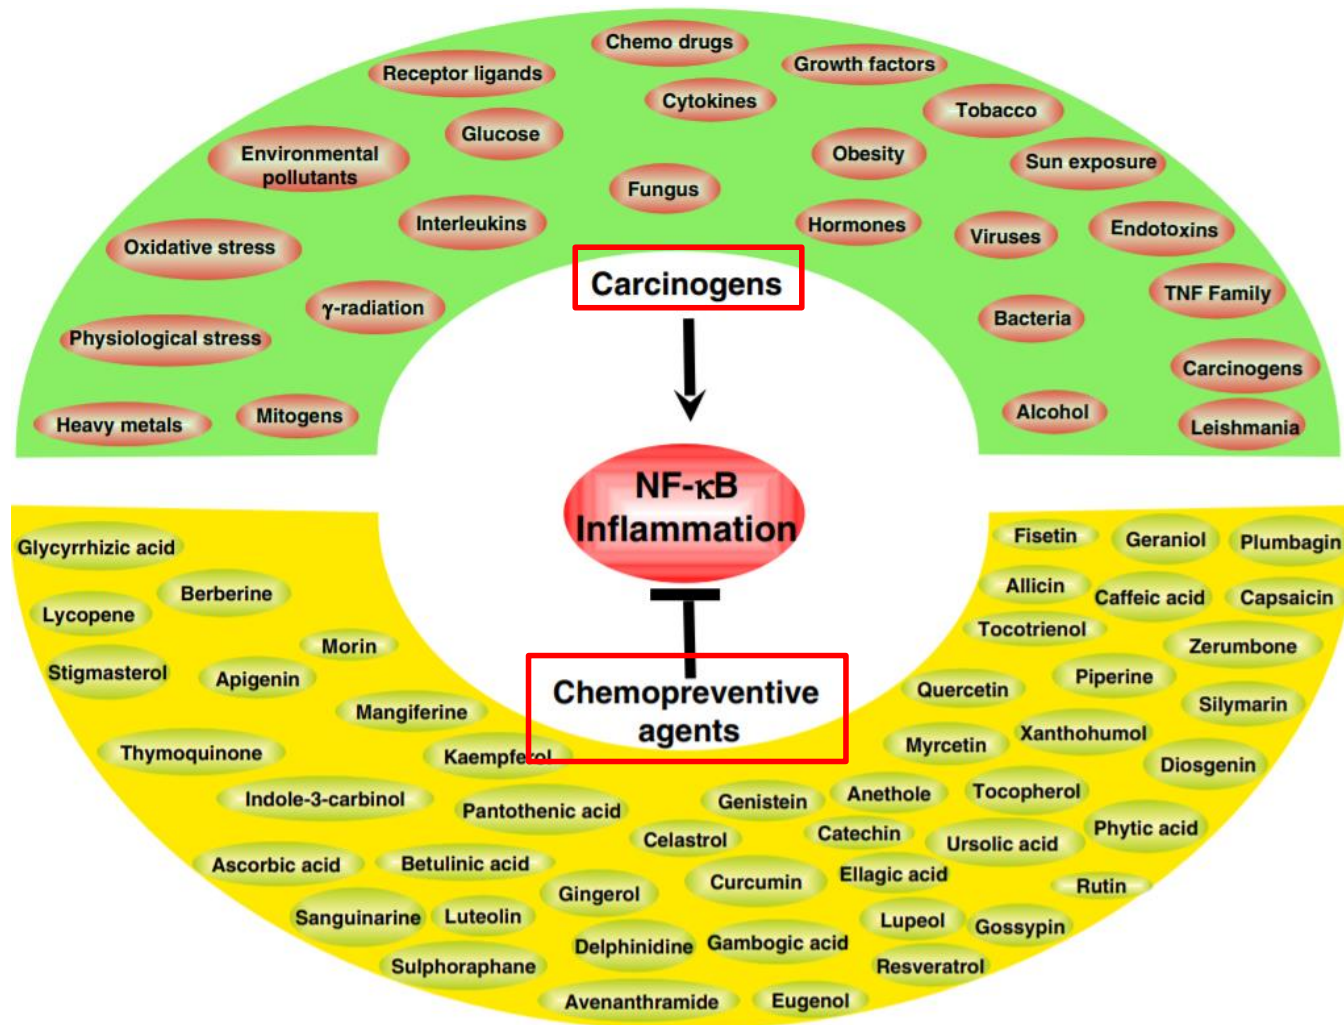 Chemo drugs
Growth factors
Receptor ligands
Cytokines
Tobacco
Glucose
Environmental
pollutants
Obesity
Sun exposure
Fungus
Interleukins
Hormones
Viruses
Endotoxins
Oxidative stress
Carcinogens
TNF Family
γ-radiation
Bacteria
Physiological stress
Carcinogens
Heavy metals
Mitogens
Alcohol
Leishmania
NF-κB
Inflammation
Glycyrrhizic acid
Fisetin
Geraniol
Plumbagin
Berberine
Allicin
Caffeic acid
Capsaicin
Lycopene
Tocotrienol
Morin
Zerumbone
Stigmasterol
Apigenin
Chemopreventive
agents
Quercetin
Piperine
Silymarin
Mangiferine
Thymoquinone
Kaempferol
Myrcetin
Xanthohumol
Diosgenin
Indole-3-carbinol
Pantothenic acid
Genistein
Anethole
Tocopherol
Celastrol
Catechin
Ursolic acid
Phytic acid
Ascorbic acid
Betulinic acid
Gingerol
Curcumin
Ellagic acid
Rutin
Sanguinarine
Luteolin
Lupeol
Gossypin
Delphinidine
Gambogic acid
Sulphoraphane
Resveratrol
Avenanthramide
Eugenol